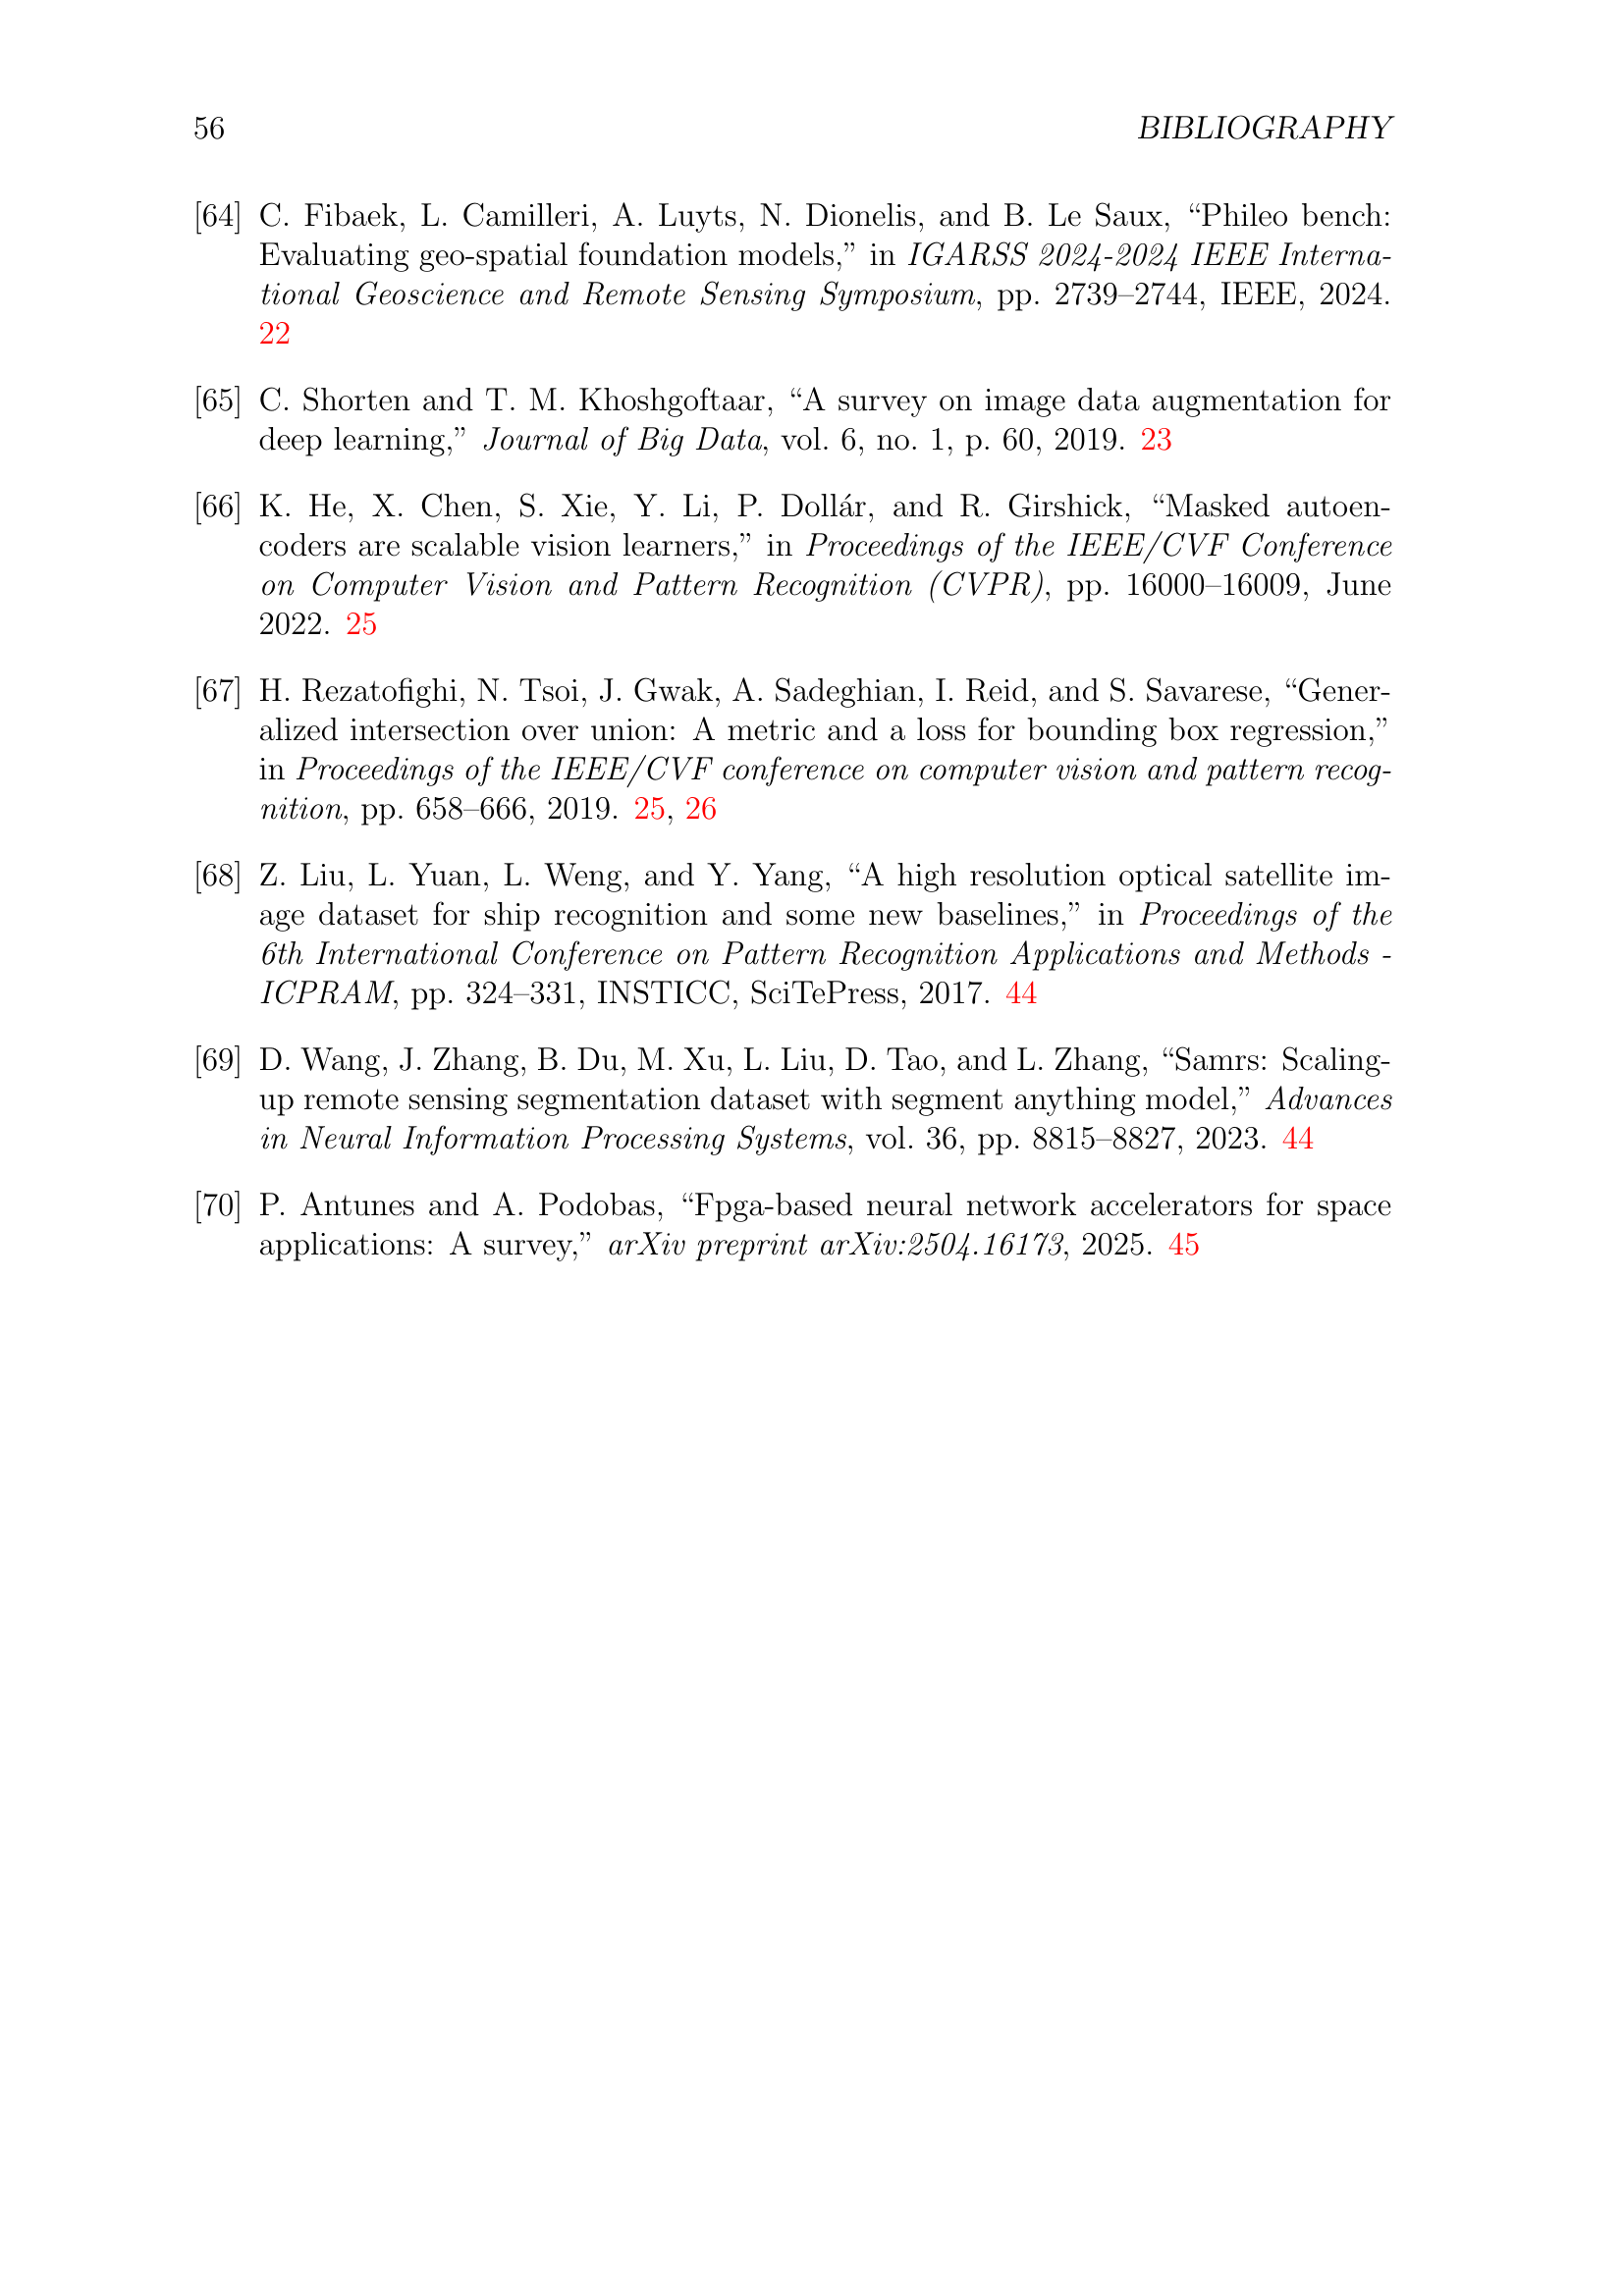 56 BIBLIOGRAPHY
[64] C. Fibaek, L. Camilleri, A. Luyts, N. Dionelis, and B. Le Saux, “Phileo bench:
Evaluating geo-spatial foundation models,” in IGARSS 2024-2024 IEEE Interna-
tional Geoscience and Remote Sensing Symposium, pp. 2739–2744, IEEE, 2024.
22
[65] C. Shorten and T. M. Khoshgoftaar, “A survey on image data augmentation for
deep learning,” Journal of Big Data, vol. 6, no. 1, p. 60, 2019. 23
[66] K. He, X. Chen, S. Xie, Y. Li, P. Dollár, and R. Girshick, “Masked autoen-
coders are scalable vision learners,” in Proceedings of the IEEE/CVF Conference
on Computer Vision and Pattern Recognition (CVPR), pp. 16000–16009, June
2022. 25
[67] H. Rezatofighi, N. Tsoi, J. Gwak, A. Sadeghian, I. Reid, and S. Savarese, “Gener-
alized intersection over union: A metric and a loss for bounding box regression,”
in Proceedings of the IEEE/CVF conference on computer vision and pattern recog-
nition, pp. 658–666, 2019. 25, 26
[68] Z. Liu, L. Yuan, L. Weng, and Y. Yang, “A high resolution optical satellite im-
age dataset for ship recognition and some new baselines,” in Proceedings of the
6th International Conference on Pattern Recognition Applications and Methods -
ICPRAM, pp. 324–331, INSTICC, SciTePress, 2017. 44
[69] D. Wang, J. Zhang, B. Du, M. Xu, L. Liu, D. Tao, and L. Zhang, “Samrs: Scaling-
up remote sensing segmentation dataset with segment anything model,” Advances
in Neural Information Processing Systems, vol. 36, pp. 8815–8827, 2023. 44
[70] P. Antunes and A. Podobas, “Fpga-based neural network accelerators for space
applications: A survey,” arXiv preprint arXiv:2504.16173, 2025. 45